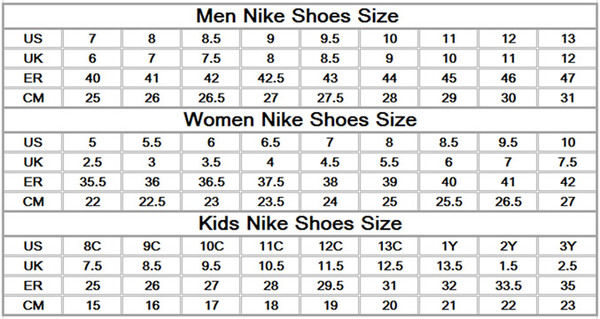 Men Nike Shoes Size
US 7 8 8.5 9 9.5 10 11 12 13
UK 6 7 7.5 8 8.5 9 10 11 12
ER 40 41 42 42.5 43 44 45 46 47
CM 25 26 26.5 27 27.5 28 29 30 31
Women Nike Shoes Size
US 5 5.5 6 6.5 7 8 8.5 9.5 10
UK 2.5 3 3.5 4 4.5 5.5 6 7 7.5
ER 35.5 36 36.5 37.5 38 39 40 41 42
CM 22 22.5 23 23.5 24 25 25.5 26.5 27
Kids Nike Shoes Size
US 8C 9C 10C 11C 12C 13C 1Y 2Y 3Y
UK 7.5 8.5 9.5 10.5 11.5 12.5 13.5 1.5 2.5
ER 25 26 27 28 29.5 31 32 33.5 35
CM 15 16 17 18 19 20 21 22 23